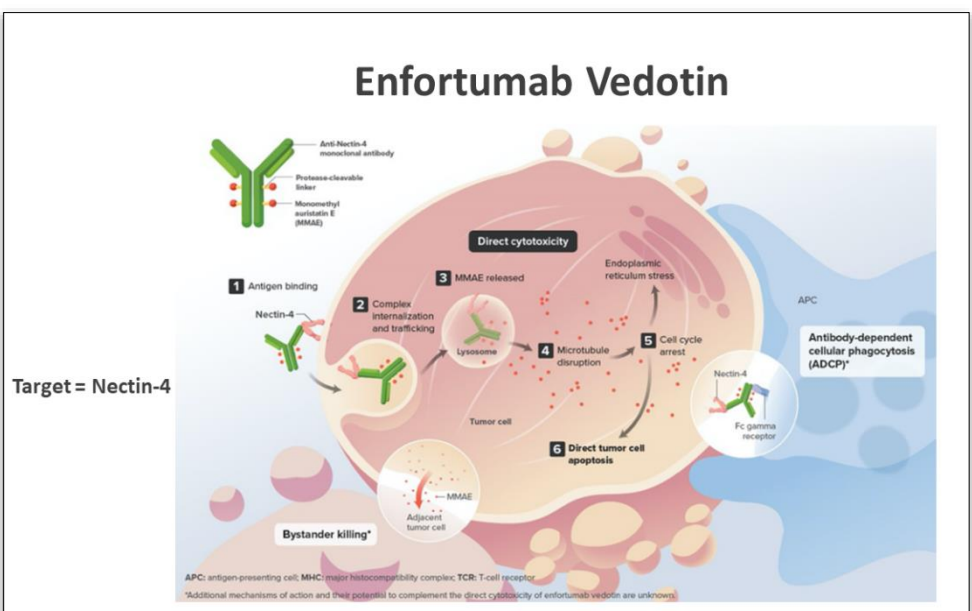 Enfortumab Vedotin
Anti-Nectin-4
monoclonal antibody
Protease-cleavable
linker
Monomethyl
auristatin E
(MMAE)
Direct cytotoxicity
1 Antigen binding
Nectin-4
2 Complex
internalization
and trafficking
3 MMAE released
Lysosome
4 Microtubule
disruption
Endoplasmic
reticulum stress
5 Cell cycle
arrest
6 Direct tumor cell
apoptosis
Tumor cell
APC
Antibody-dependent
cellular phagocytosis
(ADCP)*
Nectin-4
Fc gamma
receptor
Target = Nectin-4
MMAE
Adjacent
tumor cell
Bystander killing*
APC: antigen-presenting cell; MHC: major histocompatibility complex; TCR: T-cell receptor
*Additional mechanisms of action and their potential to complement the direct cytotoxicity of enfortumab vedotin are unknown.